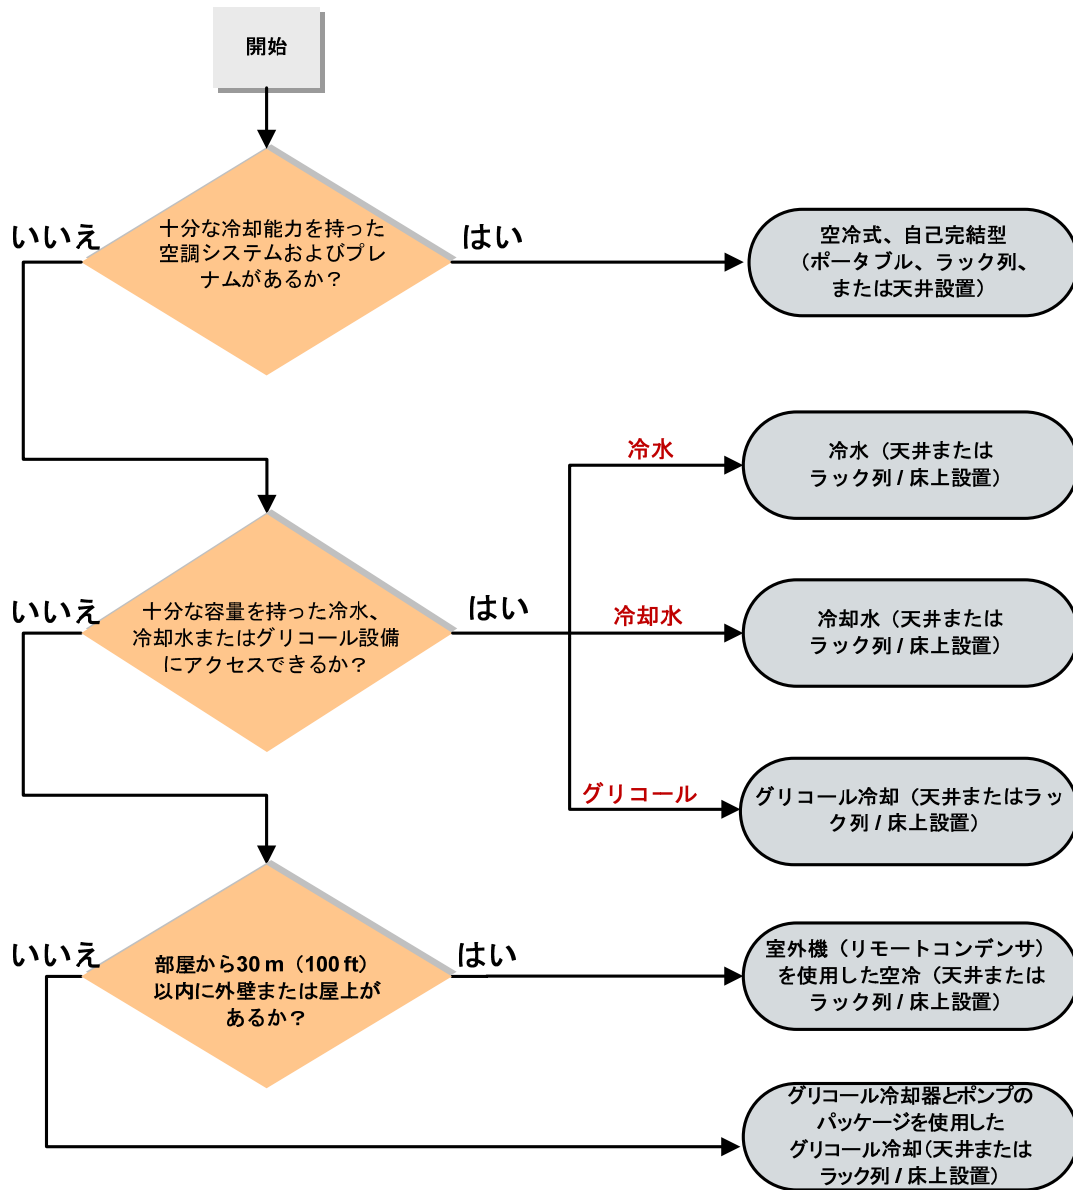 開始
十分な冷却能力を持った
空調システムおよびプレ
ナムがあるか？
いいえ
はい
空冷式、自己完結型
（ポータブル、ラック列、
または天井設置）
冷水
冷水（天井または
ラック列 / 床上設置）
いいえ
十分な容量を持った冷水、
冷却水またはグリコール設備
にアクセスできるか？
はい
冷却水
冷却水（天井または
ラック列 / 床上設置）
グリコール
グリコール冷却（天井またはラッ
ク列 / 床上設置）
いいえ
部屋から30 m（100 ft）
以内に外壁または屋上が
あるか？
はい
室外機（リモートコンデンサ）
を使用した空冷（天井または
ラック列 / 床上設置）
グリコール冷却器とポンプの
パッケージを使用した
グリコール冷却（天井または
ラック列 / 床上設置）